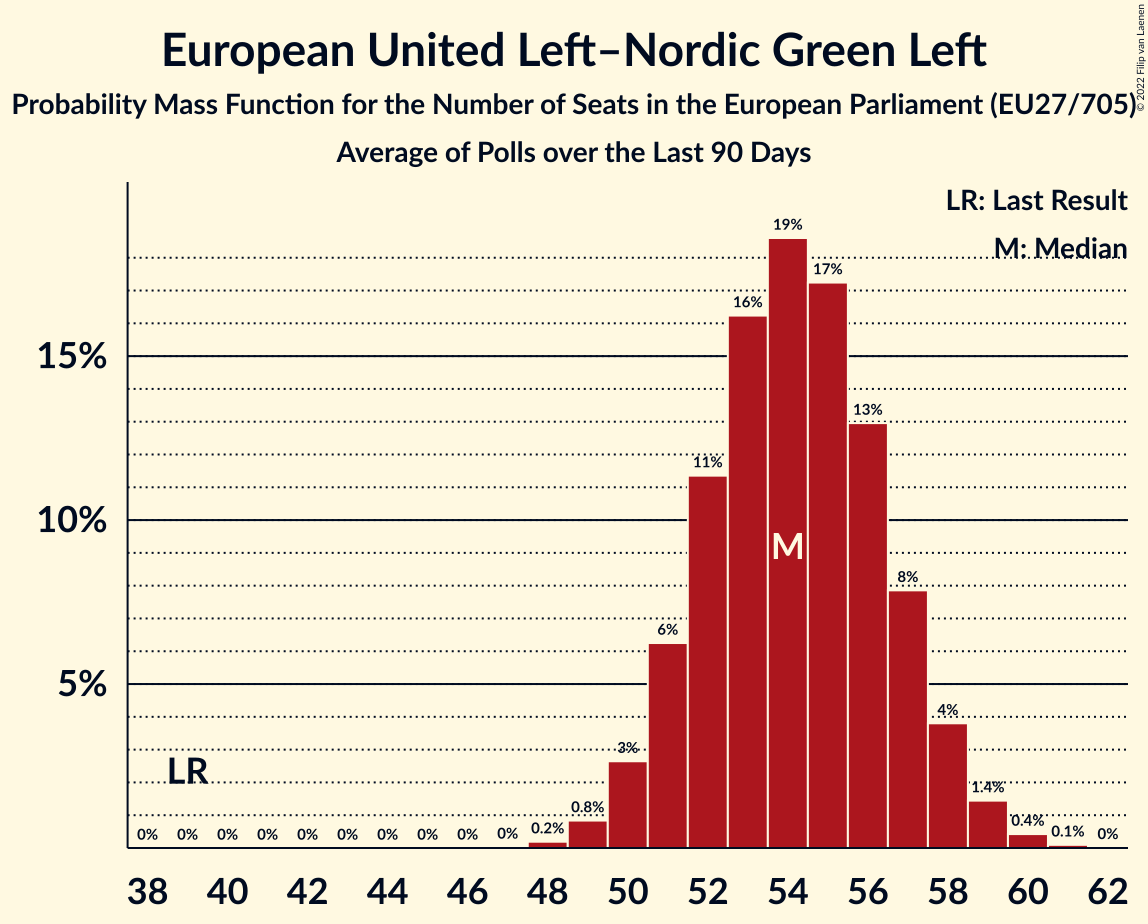 European United Left–Nordic Green Left
Probability Mass Function for the Number of Seats in the European Parliament (EU27/705)
Average of Polls over the Last 90 Days
© 2022 Filip van Laenen
LR: Last Result
M: Median
19%
17%
16%
15%
13%
11%
10%
M
8%
6%
5%
4%
3%
LR
1.4%
0.8%
0% 0% 0% 0% 0% 0% 0% 0% 0% 0% 0.2% 0.4% 0.1% 0%
38 40 42 44 46 48 50 52 54 56 58 60 62